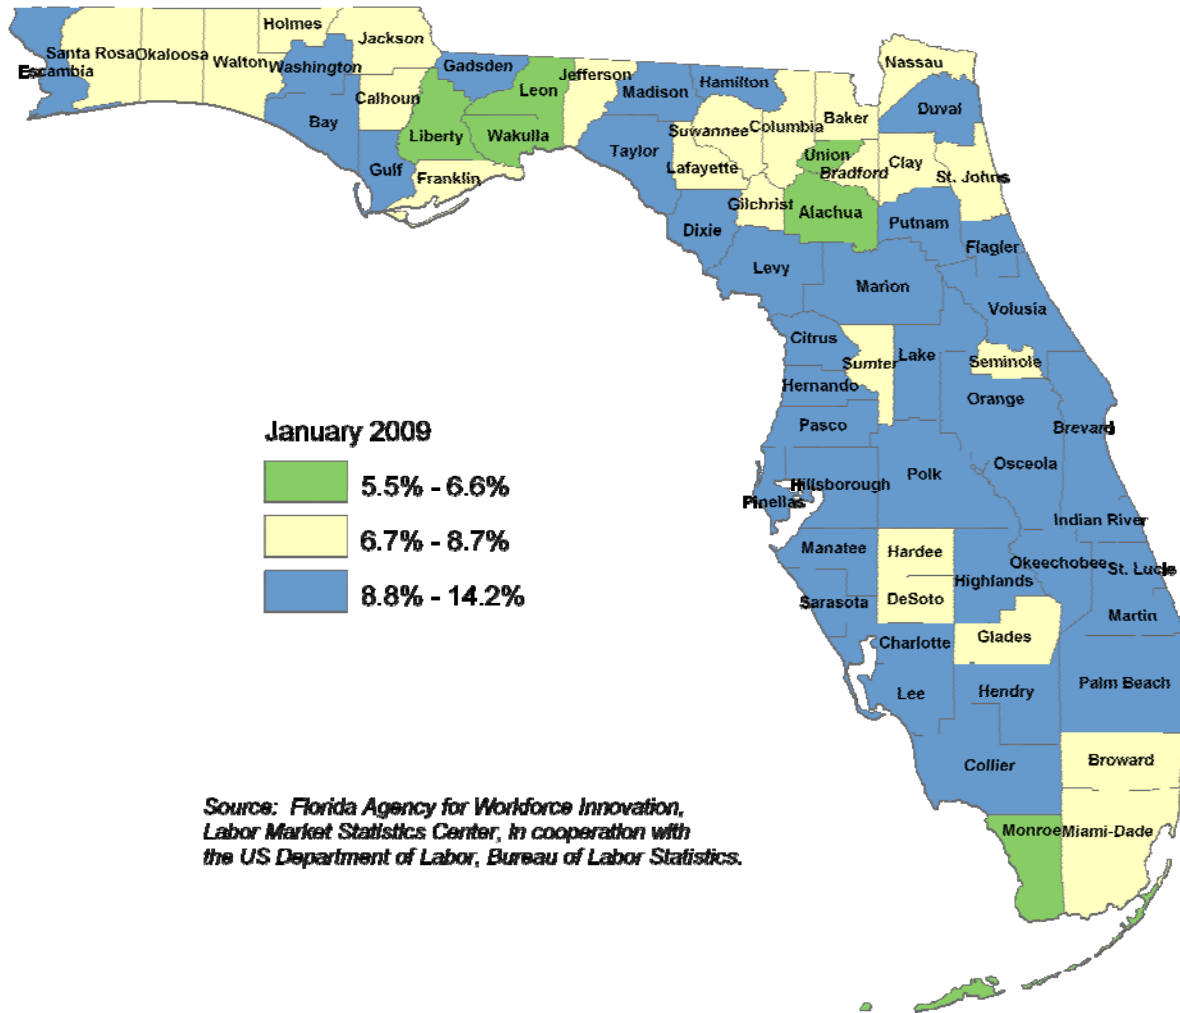 Holmes
Jackson
Santa Rosa
Okaloosa
Walton
Washington
Escambia
Gadsden
Leon
Jefferson
Madison
Hamilton
Nassau
Duval
Calhoun
Bay
Liberty
Wakulla
Taylor
Suwannee
Columbia
Baker
Union
Bradford
Clay
St. Johns
Gulf
Franklin
Lafayette
Gilchrist
Alachua
Putnam
Dixie
Flagler
Levy
Marion
Volusia
Citrus
Sumter
Lake
Seminole
Hernando
Orange
Pasco
Brevard
Osceola
Polk
Hillsborough
Pinellas
Indian River
Manatee
Hardee
Highlands
Okeechobee
St. Lucie
Sarasota
DeSoto
Martin
Charlotte
Glades
Lee
Hendry
Palm Beach
Collier
Broward
Monroe
Miami-Dade
January 2009
5.5% - 6.6%
6.7% - 8.7%
8.8% - 14.2%
Source: Florida Agency for Workforce Innovation,
Labor Market Statistics Center, in cooperation with
the US Department of Labor, Bureau of Labor Statistics.